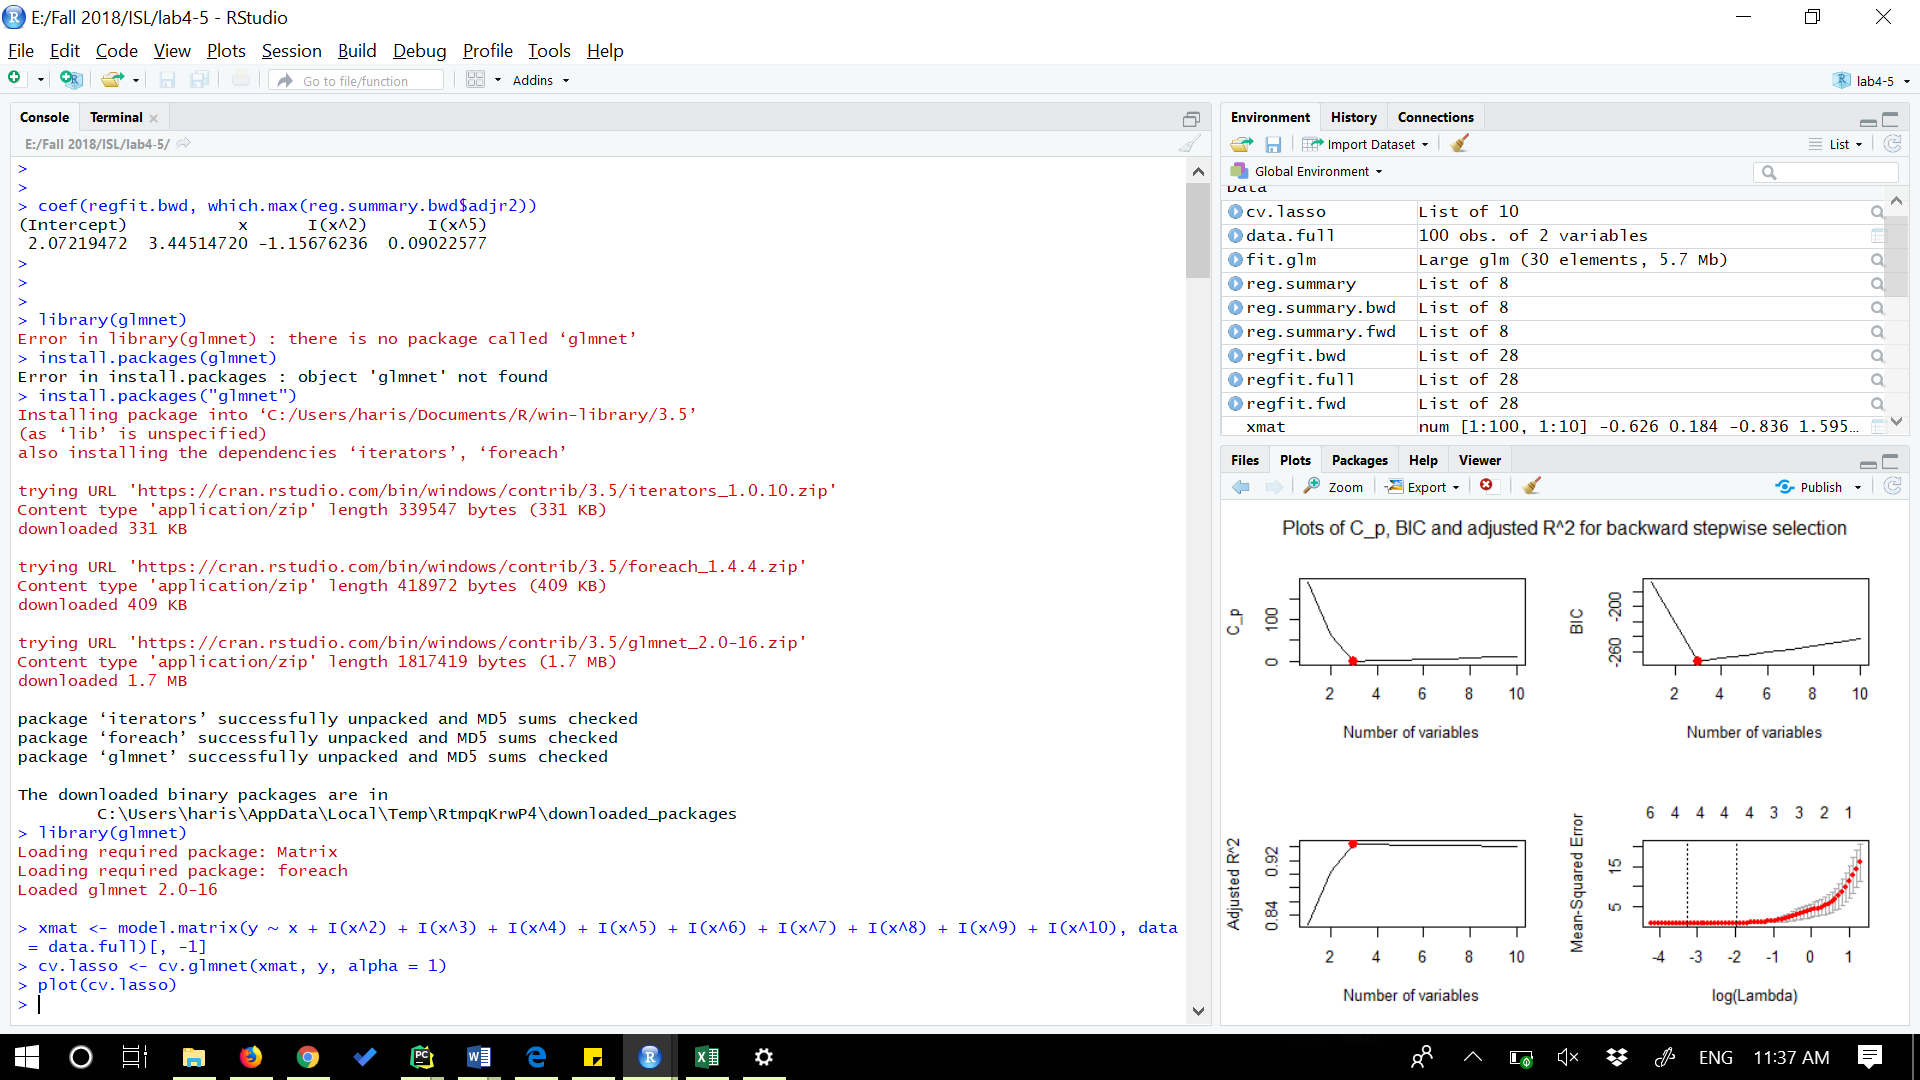 E:/Fall 2018/ISL/lab4-5 - RStudio
File Edit Code View Plots Session Build Debug Profile Tools Help
Go to file/function Addins lab4-5
Console Terminal
E:/Fall 2018/ISL/lab4-5/
>
>
> coef(regfit.bwd, which.max(reg.summary.bwd$adjr2))
(Intercept) x I(x^2) I(x^5)
2.07219472 3.44514720 -1.15676236 0.09022577
>
>
>
> library(glmnet)
Error in library(glmnet) : there is no package called ‘glmnet’
> install.packages(glmnet)
Error in install.packages : object 'glmnet' not found
> install.packages("glmnet")
Installing package into ‘C:/Users/haris/Documents/R/win-library/3.5’
(as ‘lib’ is unspecified)
also installing the dependencies ‘iterators’, ‘foreach’
trying URL 'https://cran.rstudio.com/bin/windows/contrib/3.5/iterators_1.0.10.zip'
Content type 'application/zip' length 339547 bytes (331 KB)
downloaded 331 KB
trying URL 'https://cran.rstudio.com/bin/windows/contrib/3.5/foreach_1.4.4.zip'
Content type 'application/zip' length 418972 bytes (409 KB)
downloaded 409 KB
trying URL 'https://cran.rstudio.com/bin/windows/contrib/3.5/glmnet_2.0-16.zip'
Content type 'application/zip' length 1817419 bytes (1.7 MB)
downloaded 1.7 MB
package ‘iterators’ successfully unpacked and MD5 sums checked
package ‘foreach’ successfully unpacked and MD5 sums checked
package ‘glmnet’ successfully unpacked and MD5 sums checked
The downloaded binary packages are in
C:\Users\haris\AppData\Local\Temp\RtmpqKrwP4\downloaded_packages
> library(glmnet)
Loading required package: Matrix
Loading required package: foreach
Loaded glmnet 2.0-16
> xmat <- model.matrix(y ~ x + I(x^2) + I(x^3) + I(x^4) + I(x^5) + I(x^6) + I(x^7) + I(x^8) + I(x^9) + I(x^10), data
= data.full)[, -1]
> cv.lasso <- cv.glmnet(xmat, y, alpha = 1)
> plot(cv.lasso)
>
Environment History Connections
Import Dataset List
Global Environment
Data
cv.lasso List of 10
data.full 100 obs. of 2 variables
fit.glm Large glm (30 elements, 5.7 Mb)
reg.summary List of 8
reg.summary.bwd List of 8
reg.summary.fwd List of 8
regfit.bwd List of 28
regfit.full List of 28
regfit.fwd List of 28
xmat num [1:100, 1:10] -0.626 0.184 -0.836 1.595…
Files Plots Packages Help Viewer
Zoom Export Publish
Plots of C_p, BIC and adjusted R^2 for backward stepwise selection
C_p
0 100
2 4 6 8 10
Number of variables
BIC
-260 -200
2 4 6 8 10
Number of variables
Adjusted R^2
0.84 0.92
2 4 6 8 10
Number of variables
6 4 4 4 4 3 3 2 1
Mean-Squared Error
5 15
-4 -3 -2 -1 0 1
log(Lambda)
ENG 11:37 AM